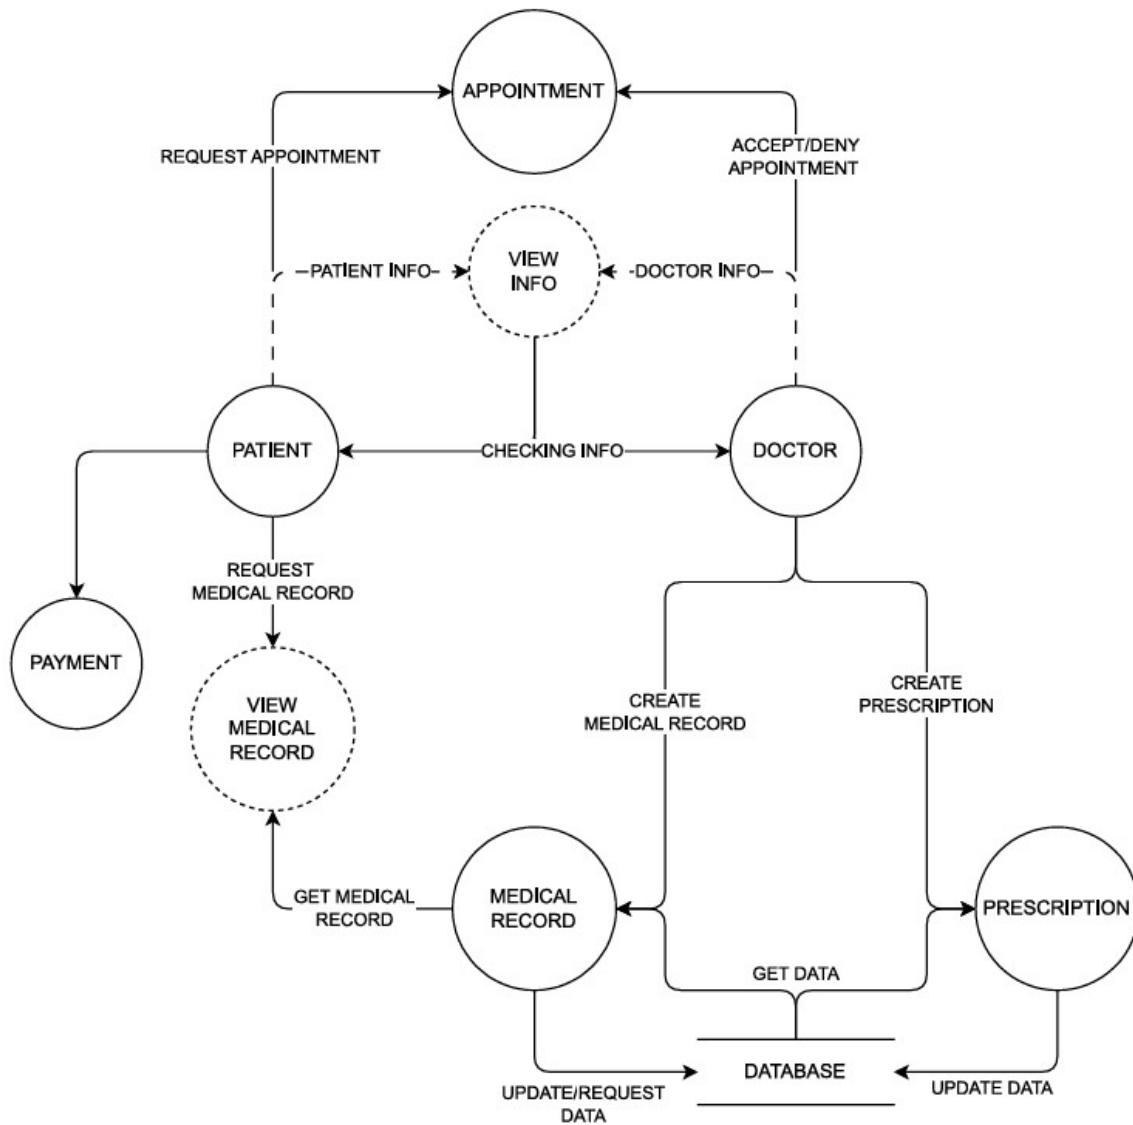 APPOINTMENT
REQUEST APPOINTMENT
ACCEPT/DENY
APPOINTMENT
VIEW
INFO
PATIENT INFO
DOCTOR INFO
PATIENT
CHECKING INFO
DOCTOR
REQUEST
MEDICAL RECORD
PAYMENT
VIEW
MEDICAL
RECORD
CREATE
MEDICAL RECORD
CREATE
PRESCRIPTION
GET MEDICAL
RECORD
MEDICAL
RECORD
PRESCRIPTION
GET DATA
DATABASE
UPDATE/REQUEST
DATA
UPDATE DATA